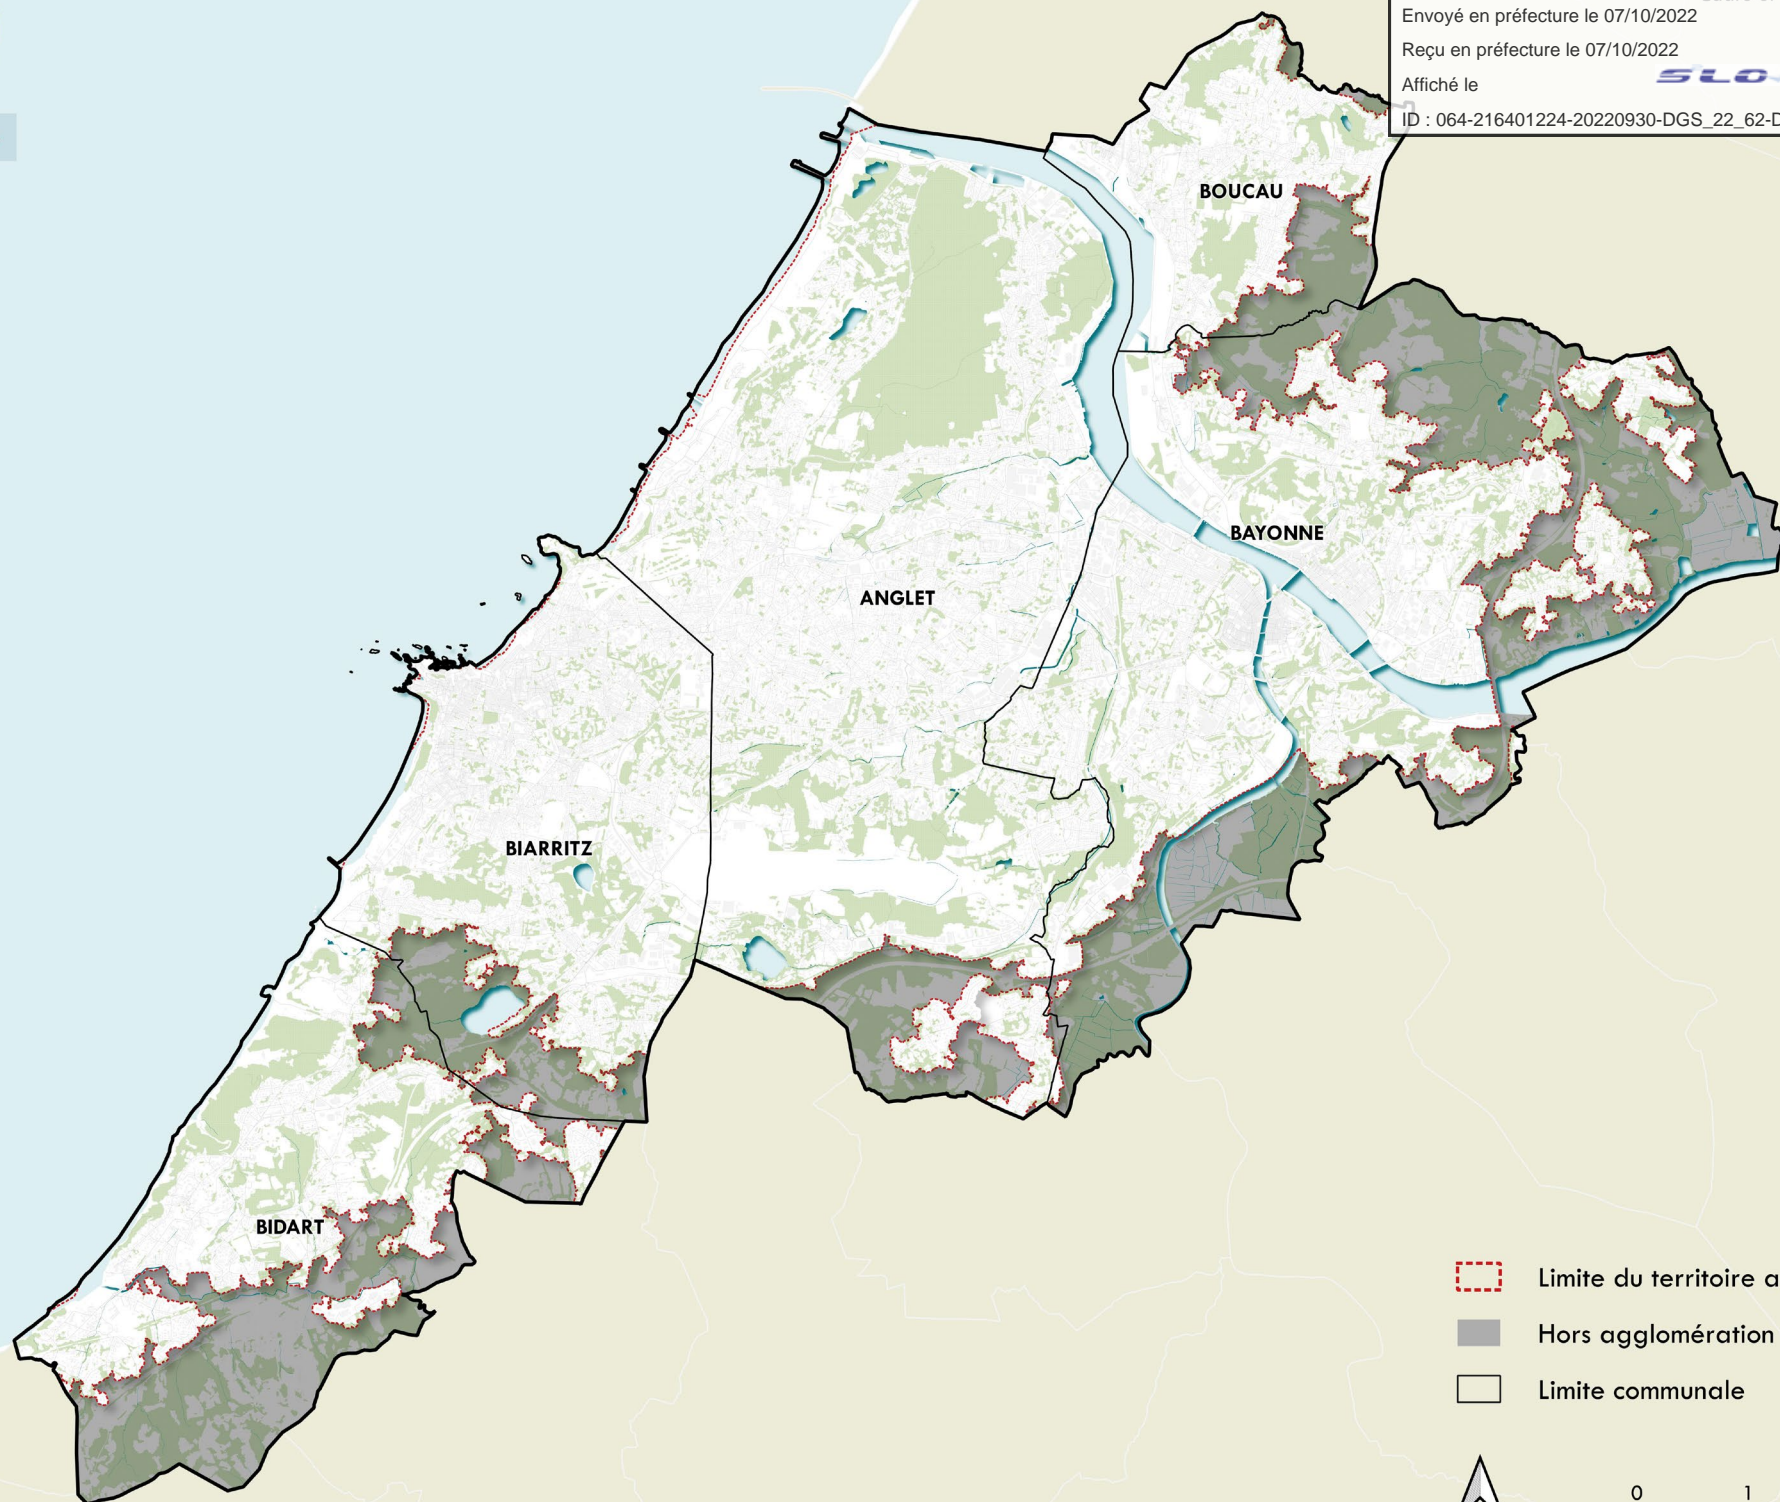 Envoyé en préfecture le 07/10/2022
Reçu en préfecture le 07/10/2022
Affiché le
SLO
ID : 064-216401224-20220930-DGS_22_62-D
BOUCAU
BAYONNE
ANGLET
BIARRITZ
BIDART
Limite du territoire a
Hors agglomération
Limite communale
0 1